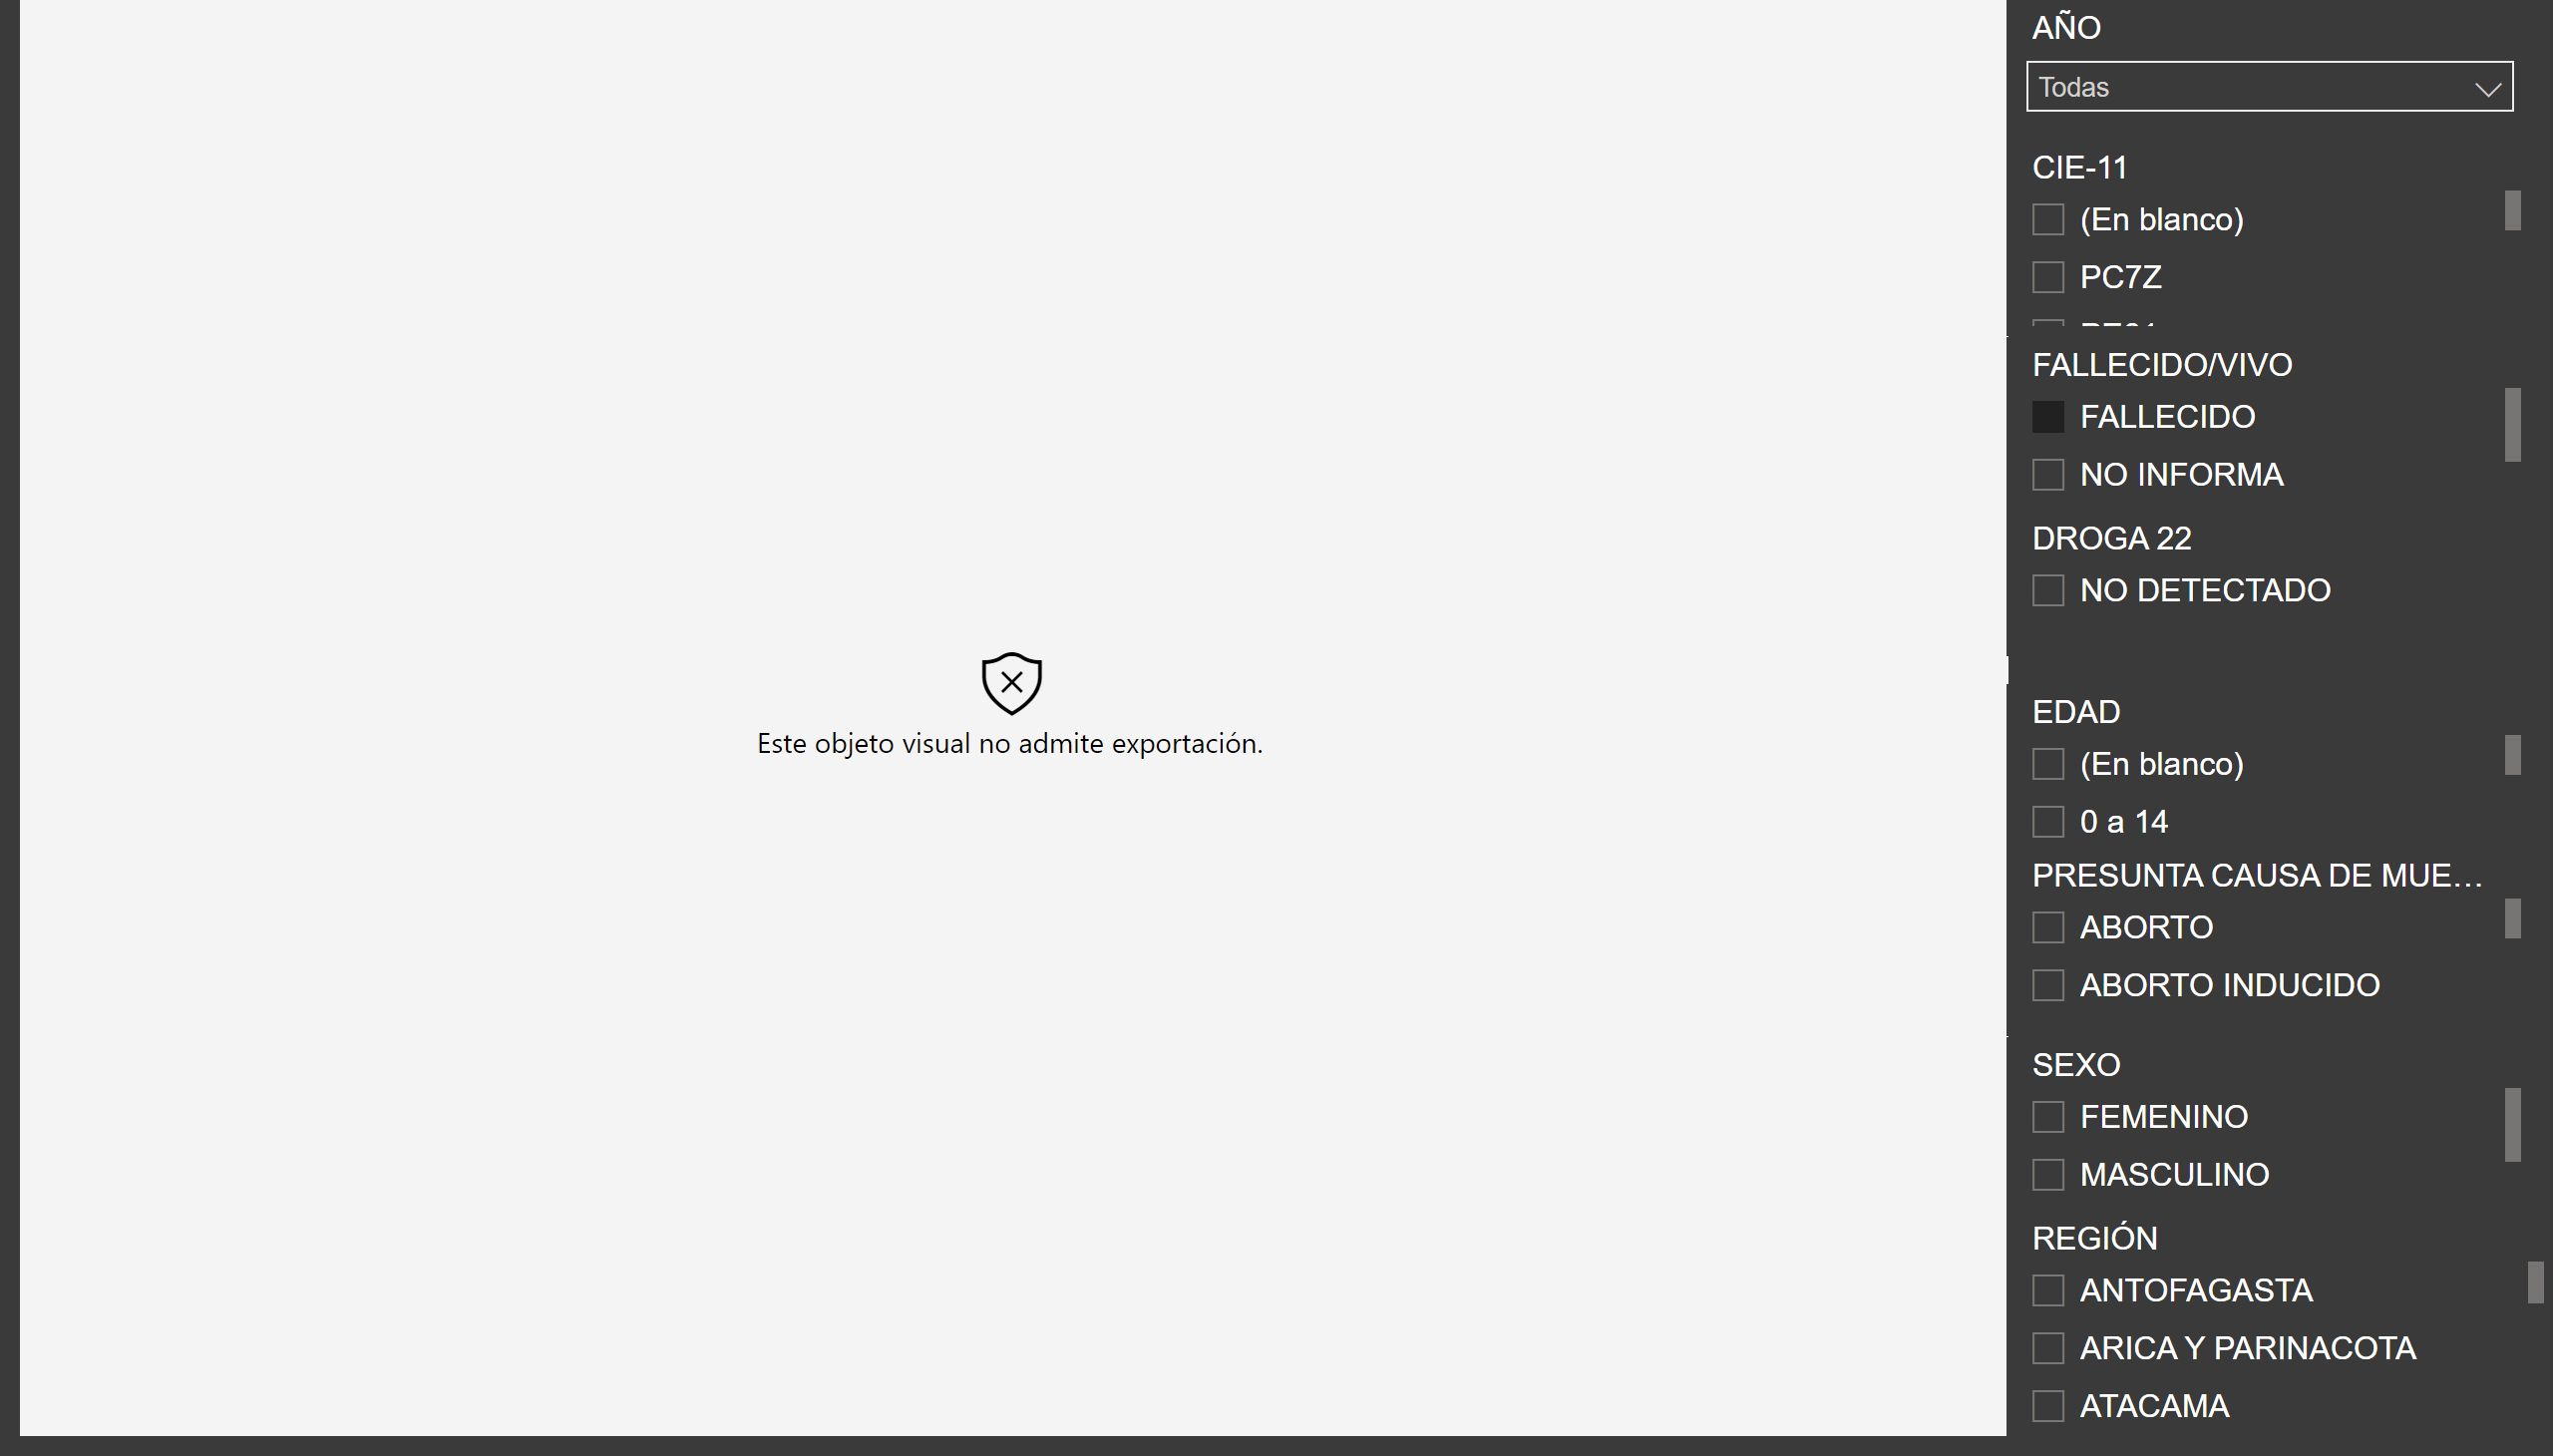 AÑO
Todas
CIE-11
(En blanco)
PC7Z
FALLECIDO/VIVO
FALLECIDO
NO INFORMA
DROGA 22
NO DETECTADO
Este objeto visual no admite exportación.
EDAD
(En blanco)
0 a 14
PRESUNTA CAUSA DE MUE...
ABORTO
ABORTO INDUCIDO
SEXO
FEMENINO
MASCULINO
REGIÓN
ANTOFAGASTA
ARICA Y PARINACOTA
ATACAMA